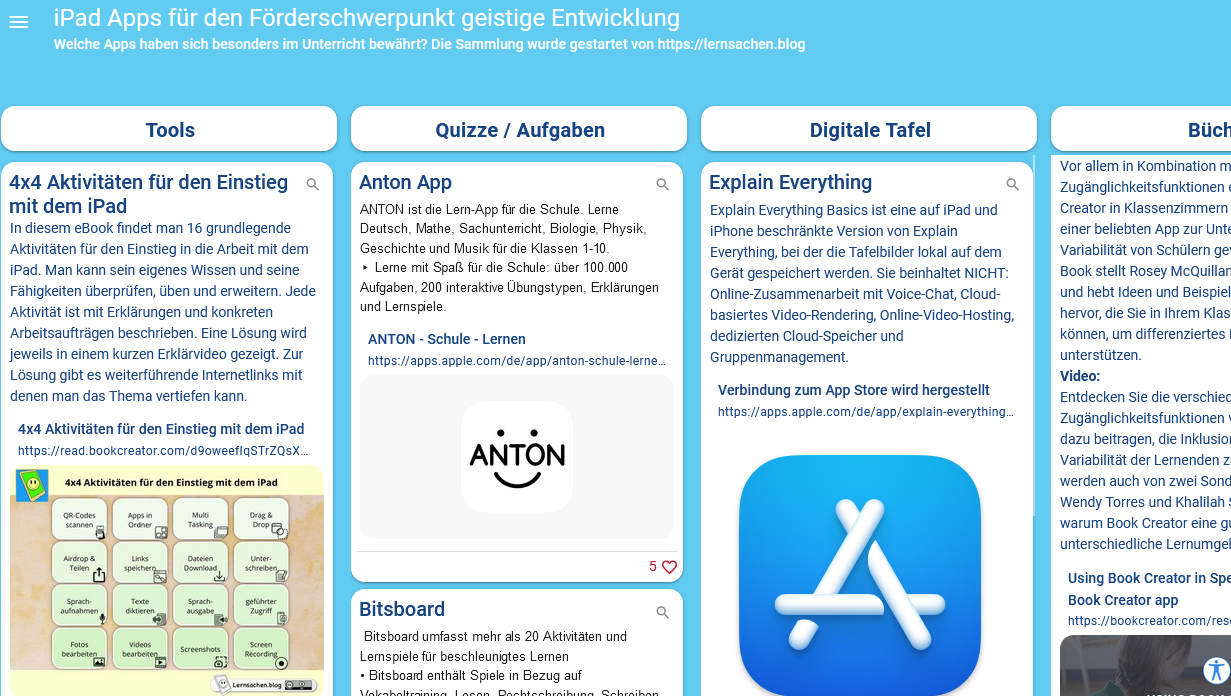 iPad Apps für den Förderschwerpunkt geistige Entwicklung
Welche Apps haben sich besonders im Unterricht bewährt? Die Sammlung wurde gestartet von https://lernsachen.blog
Tools
4x4 Aktivitäten für den Einstieg
mit dem iPad
In diesem eBook findet man 16 grundlegende
Aktivitäten für den Einstieg in die Arbeit mit dem
iPad. Man kann sein eigenes Wissen und seine
Fähigkeiten überprüfen, üben und erweitern. Jede
Aktivität ist mit Erklärungen und konkreten
Arbeitsaufträgen beschrieben. Eine Lösung wird
jeweils in einem kurzen Erklärvideo gezeigt. Zur
Lösung gibt es weiterführende Internetlinks mit
denen man das Thema vertiefen kann.
4x4 Aktivitäten für den Einstieg mit dem iPad
https://read.bookcreator.com/d9oweefIqSTrZQsX…
4x4 Aktivitäten für den Einstieg mit dem iPad
QR-Codes
scannen
Apps in
Ordner
Multi
Tasking
Drag &
Drop
Airdrop &
Teilen
Links
speichern
Dateien
Download
Unter-
schreiben
Sprach-
aufnahmen
Texte
diktieren
Sprach-
ausgabe
geführter
Zugriff
Fotos
bearbeiten
Videos
bearbeiten
Screenshots
Screen
Recording
Lernsachen.blog
Quizze / Aufgaben
Anton App
ANTON ist die Lern-App für die Schule. Lerne
Deutsch, Mathe, Sachunterricht, Biologie, Physik,
Geschichte und Musik für die Klassen 1-10.
‣ Lerne mit Spaß für die Schule: über 100.000
Aufgaben, 200 interaktive Übungstypen, Erklärungen
und Lernspiele.
ANTON - Schule - Lernen
https://apps.apple.com/de/app/anton-schule-lerne…
ANTON
5
Bitsboard
Bitsboard umfasst mehr als 20 Aktivitäten und
Lernspiele für beschleunigtes Lernen
• Bitsboard enthält Spiele in Bezug auf
Vokabeltraining, Lesen, Rechtschreibung, Schreiben,
Digitale Tafel
Explain Everything
Explain Everything Basics ist eine auf iPad und
iPhone beschränkte Version von Explain
Everything, bei der die Tafelbilder lokal auf dem
Gerät gespeichert werden. Sie beinhaltet NICHT:
Online-Zusammenarbeit mit Voice-Chat, Cloud-
basiertes Video-Rendering, Online-Video-Hosting,
dedizierten Cloud-Speicher und
Gruppenmanagement.
Verbindung zum App Store wird hergestellt
https://apps.apple.com/de/app/explain-everything…
Büch
Vor allem in Kombination m
Zugänglichkeitsfunktionen e
Creator in Klassenzimmern
einer beliebten App zur Unte
Variabilität von Schülern gew
Book stellt Rosey McQuillan
und hebt Ideen und Beispiel
hervor, die Sie in Ihrem Klas
können, um differenziertes
unterstützen.
Video:
Entdecken Sie die verschied
Zugänglichkeitsfunktionen v
dazu beitragen, die Inklusion
Variabilität der Lernenden zu
werden auch von zwei Sond
Wendy Torres und Khalilah S
warum Book Creator eine gu
unterschiedliche Lernumgeb
Using Book Creator in Spe
Book Creator app
https://bookcreator.com/reso